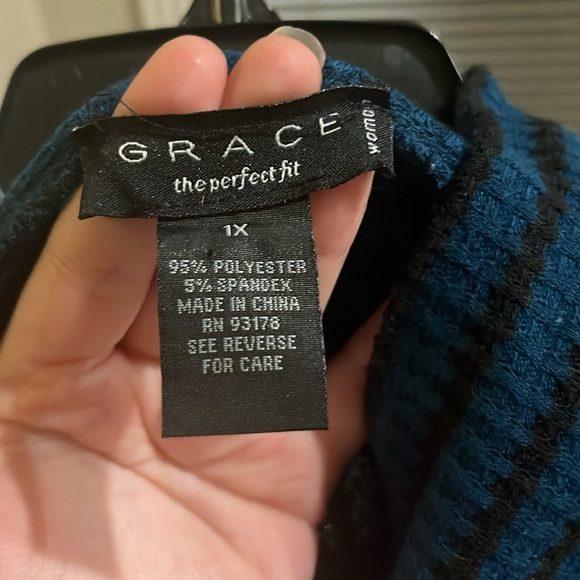 GRACE
the perfect fit
woman
1X
95% POLYESTER
5% SPANDEX
MADE IN CHINA
RN 93178
SEE REVERSE
FOR CARE